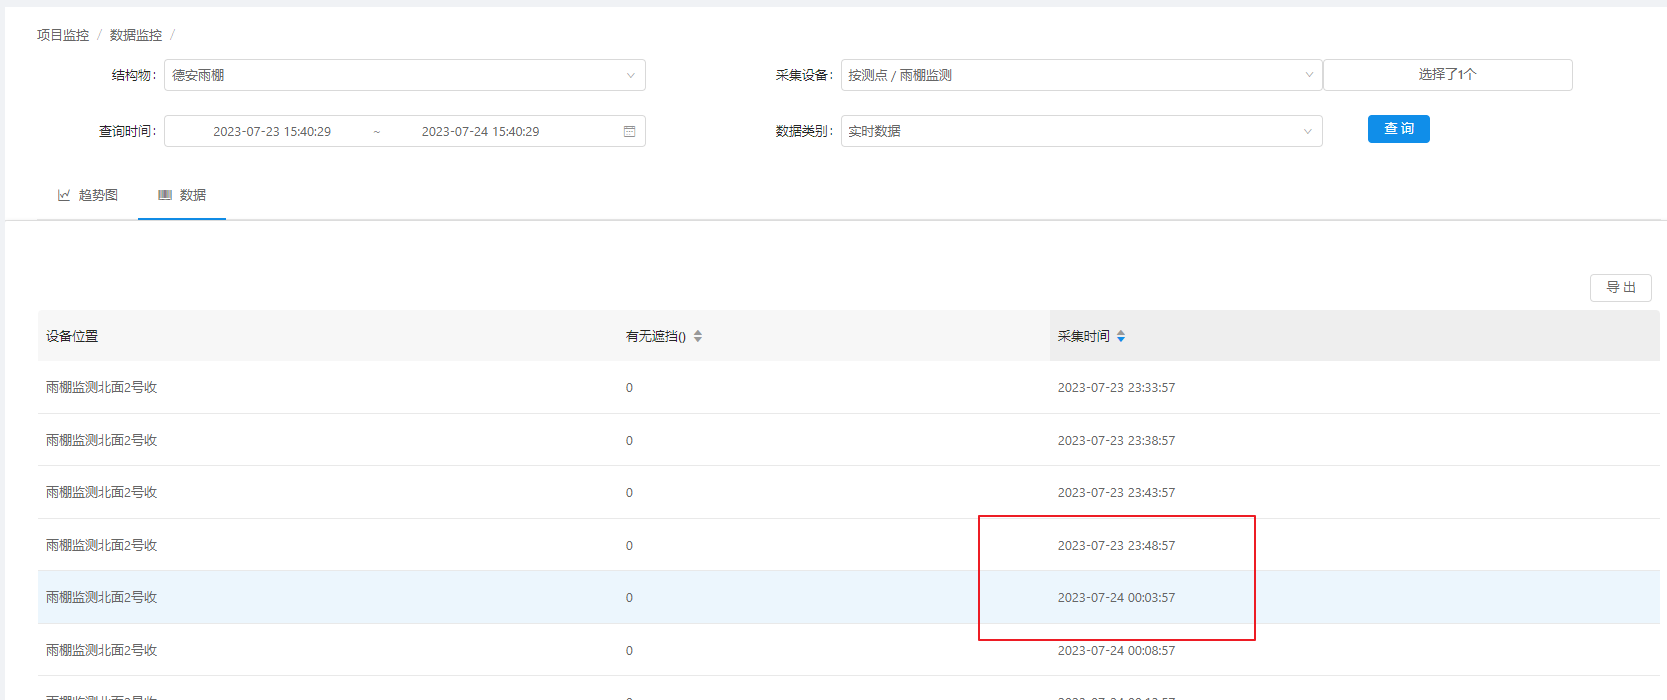 项目监控 / 数据监控 /
结构物： 德安雨棚 采集设备： 按测点 / 雨棚监测 选择了1个
查询时间： 2023-07-23 15:40:29 ~ 2023-07-24 15:40:29 数据类别： 实时数据 查 询
趋势图 数据
导 出
设备位置 有无遮挡() 采集时间
雨棚监测北面2号收 0 2023-07-23 23:33:57
雨棚监测北面2号收 0 2023-07-23 23:38:57
雨棚监测北面2号收 0 2023-07-23 23:43:57
雨棚监测北面2号收 0 2023-07-23 23:48:57
雨棚监测北面2号收 0 2023-07-24 00:03:57
雨棚监测北面2号收 0 2023-07-24 00:08:57